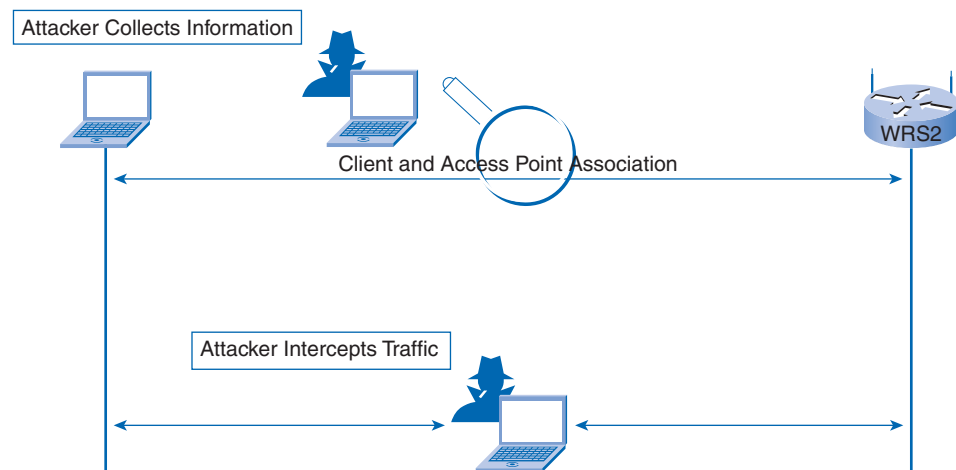 Attacker Collects Information
WRS2
Client and Access Point Association
Attacker Intercepts Traffic